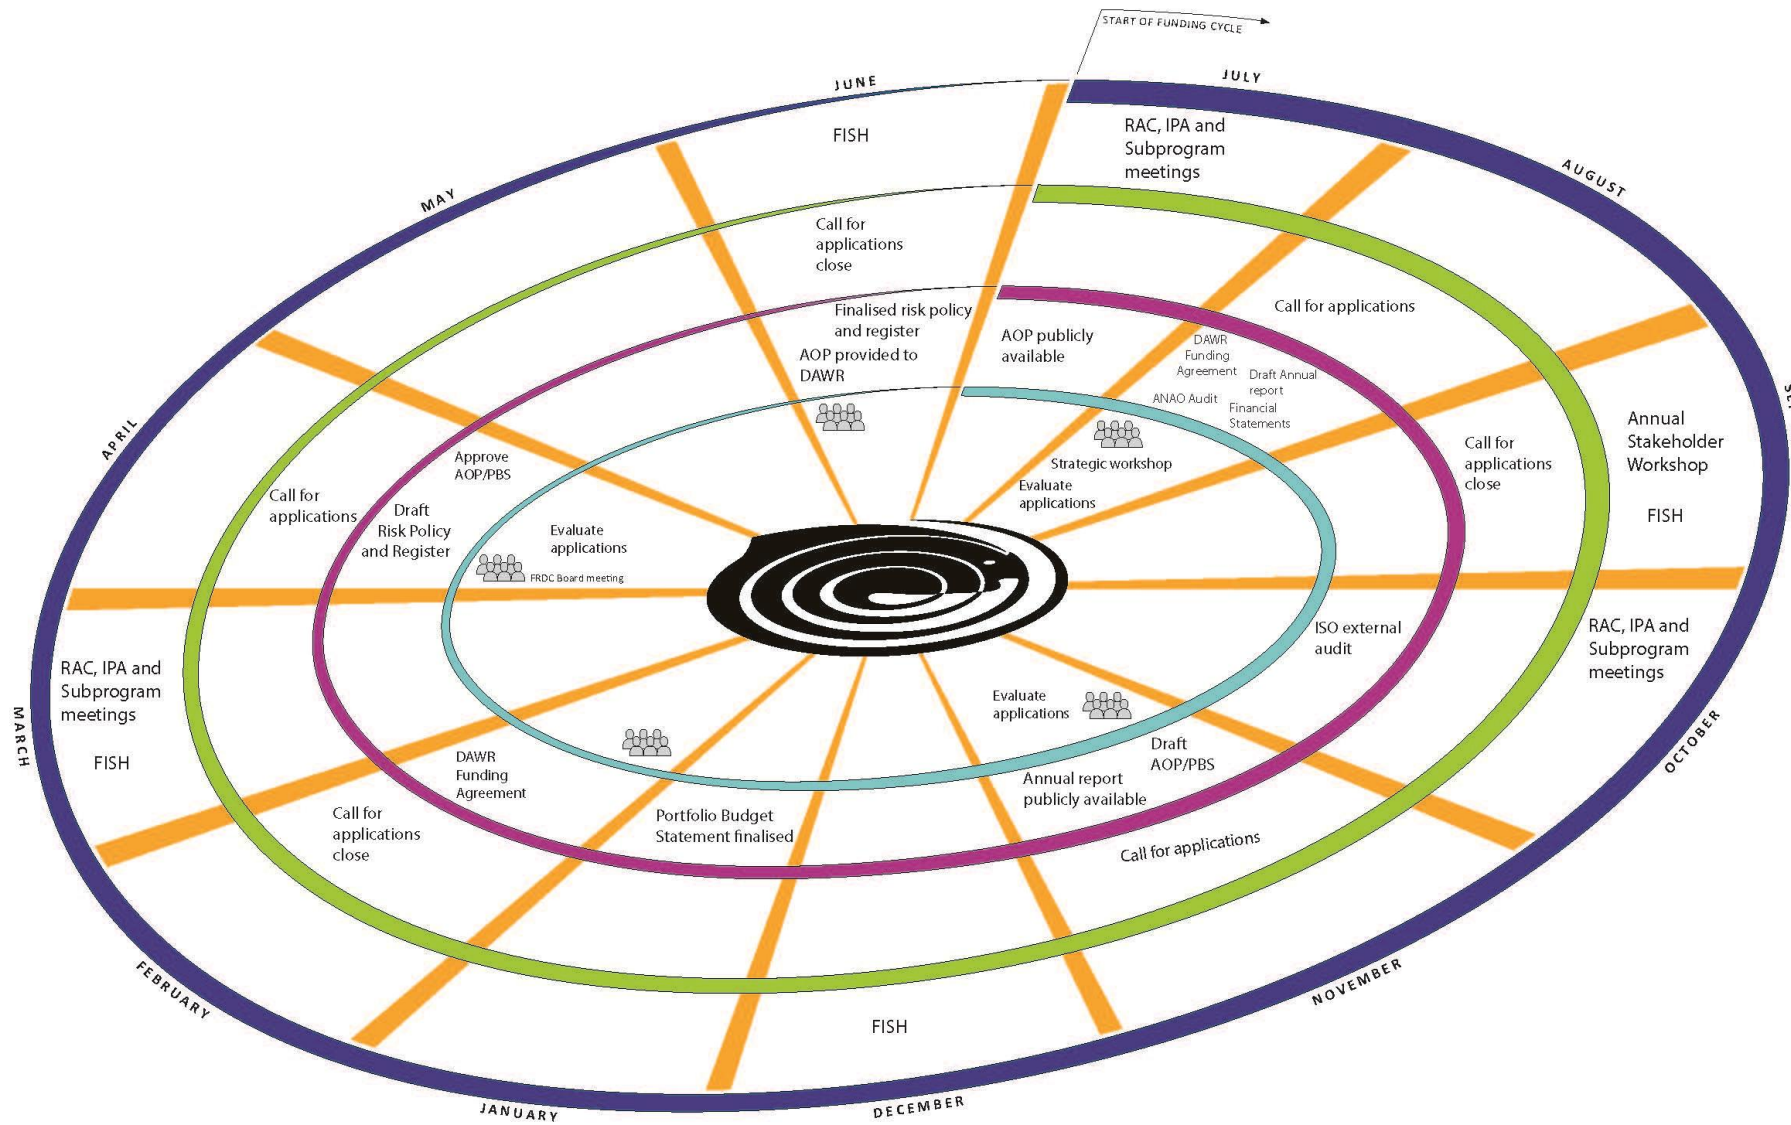 START OF FUNDING CYCLE
JUNE
JULY
FISH
RAC, IPA and
Subprogram
meetings
AUGUST
MAY
Call for
applications
close
Call for applications
Finalised risk policy
and register
AOP provided to
DAWR
AOP publicly
available
DAWR
Funding
Agreement
Draft Annual
report
ANAO Audit
Financial
Statements
Strategic workshop
Evaluate
applications
Call for
applications
close
Annual
Stakeholder
Workshop
FISH
APRIL
Approve
AOP/PBS
Call for
applications
Draft
Risk Policy
and Register
Evaluate
applications
FRDC Board meeting
RAC, IPA and
Subprogram
meetings
FISH
MARCH
ISO external
audit
RAC, IPA and
Subprogram
meetings
OCTOBER
Evaluate
applications
Draft
AOP/PBS
Annual report
publicly available
DAWR
Funding
Agreement
Portfolio Budget
Statement finalised
Call for
applications
close
Call for applications
FEBRUARY
NOVEMBER
FISH
JANUARY
DECEMBER